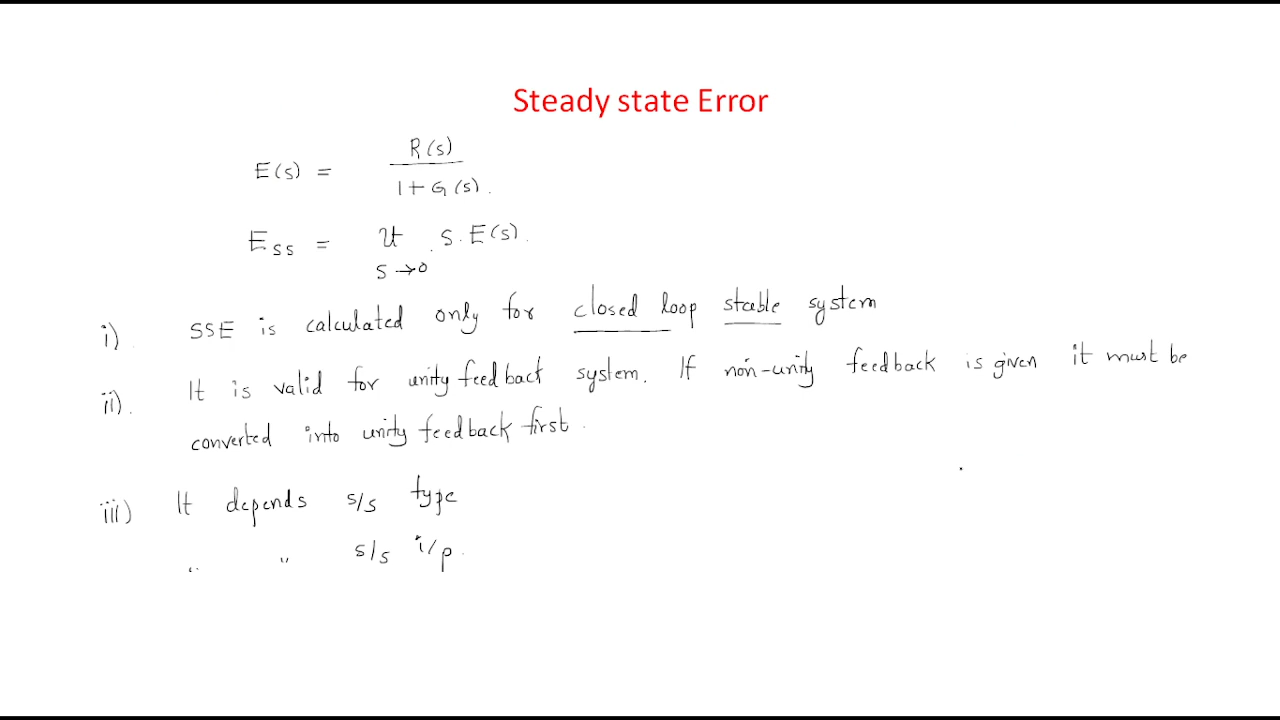 Steady state Error
E(s) = R(s) / 1 + G(s).
Ess = lt s→0 . s.E(s).
i). SSE is calculated only for closed loop stable system
ii). It is valid for unity feedback system. If non-unity feedback is given it must be
converted into unity feedback first.
iii) It depends s/s type
" " s/s i/p.